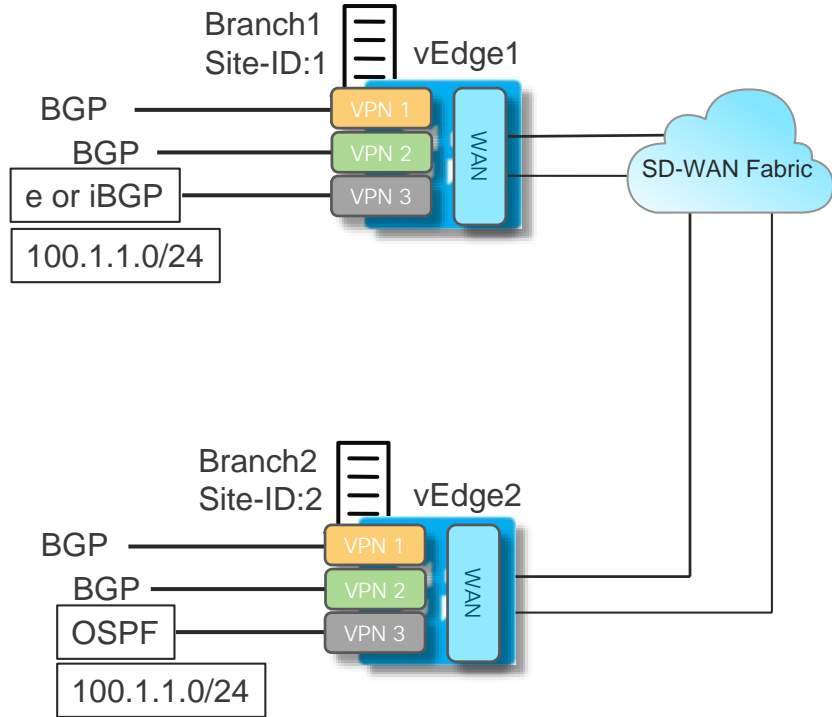 Branch1
Site-ID:1
vEdge1
BGP
VPN 1
BGP
VPN 2
e or iBGP
VPN 3
WAN
SD-WAN Fabric
100.1.1.0/24
Branch2
Site-ID:2
vEdge2
BGP
VPN 1
BGP
VPN 2
OSPF
VPN 3
WAN
100.1.1.0/24